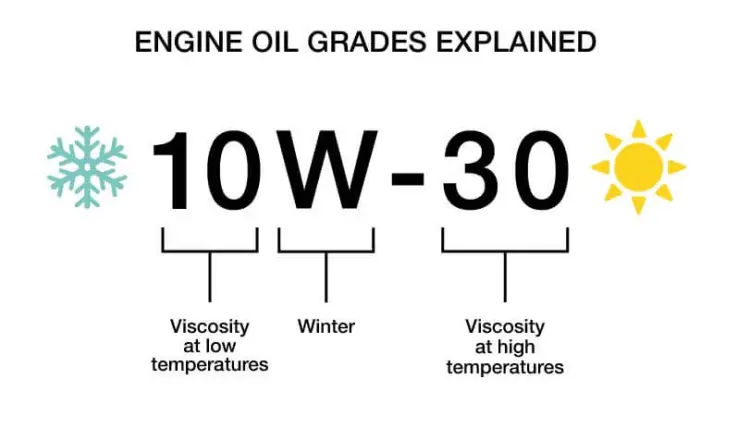 ENGINE OIL GRADES EXPLAINED
10W-30
Viscosity
at low
temperatures
Winter
Viscosity
at high
temperatures